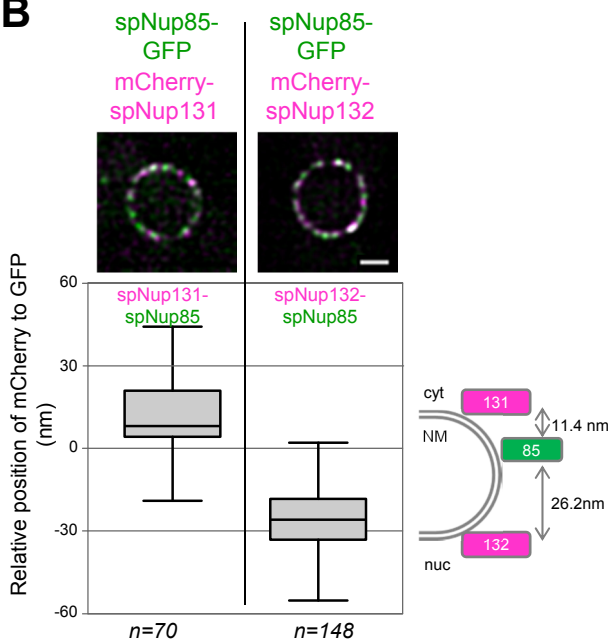 B
spNup85-
GFP
mCherry-
spNup131
spNup85-
GFP
mCherry-
spNup132
Relative position of mCherry to GFP
(nm)
60
30
0
-30
-60
spNup131-
spNup85
spNup132-
spNup85
n=70
n=148
cyt
NM
nuc
131
85
132
11.4 nm
26.2nm